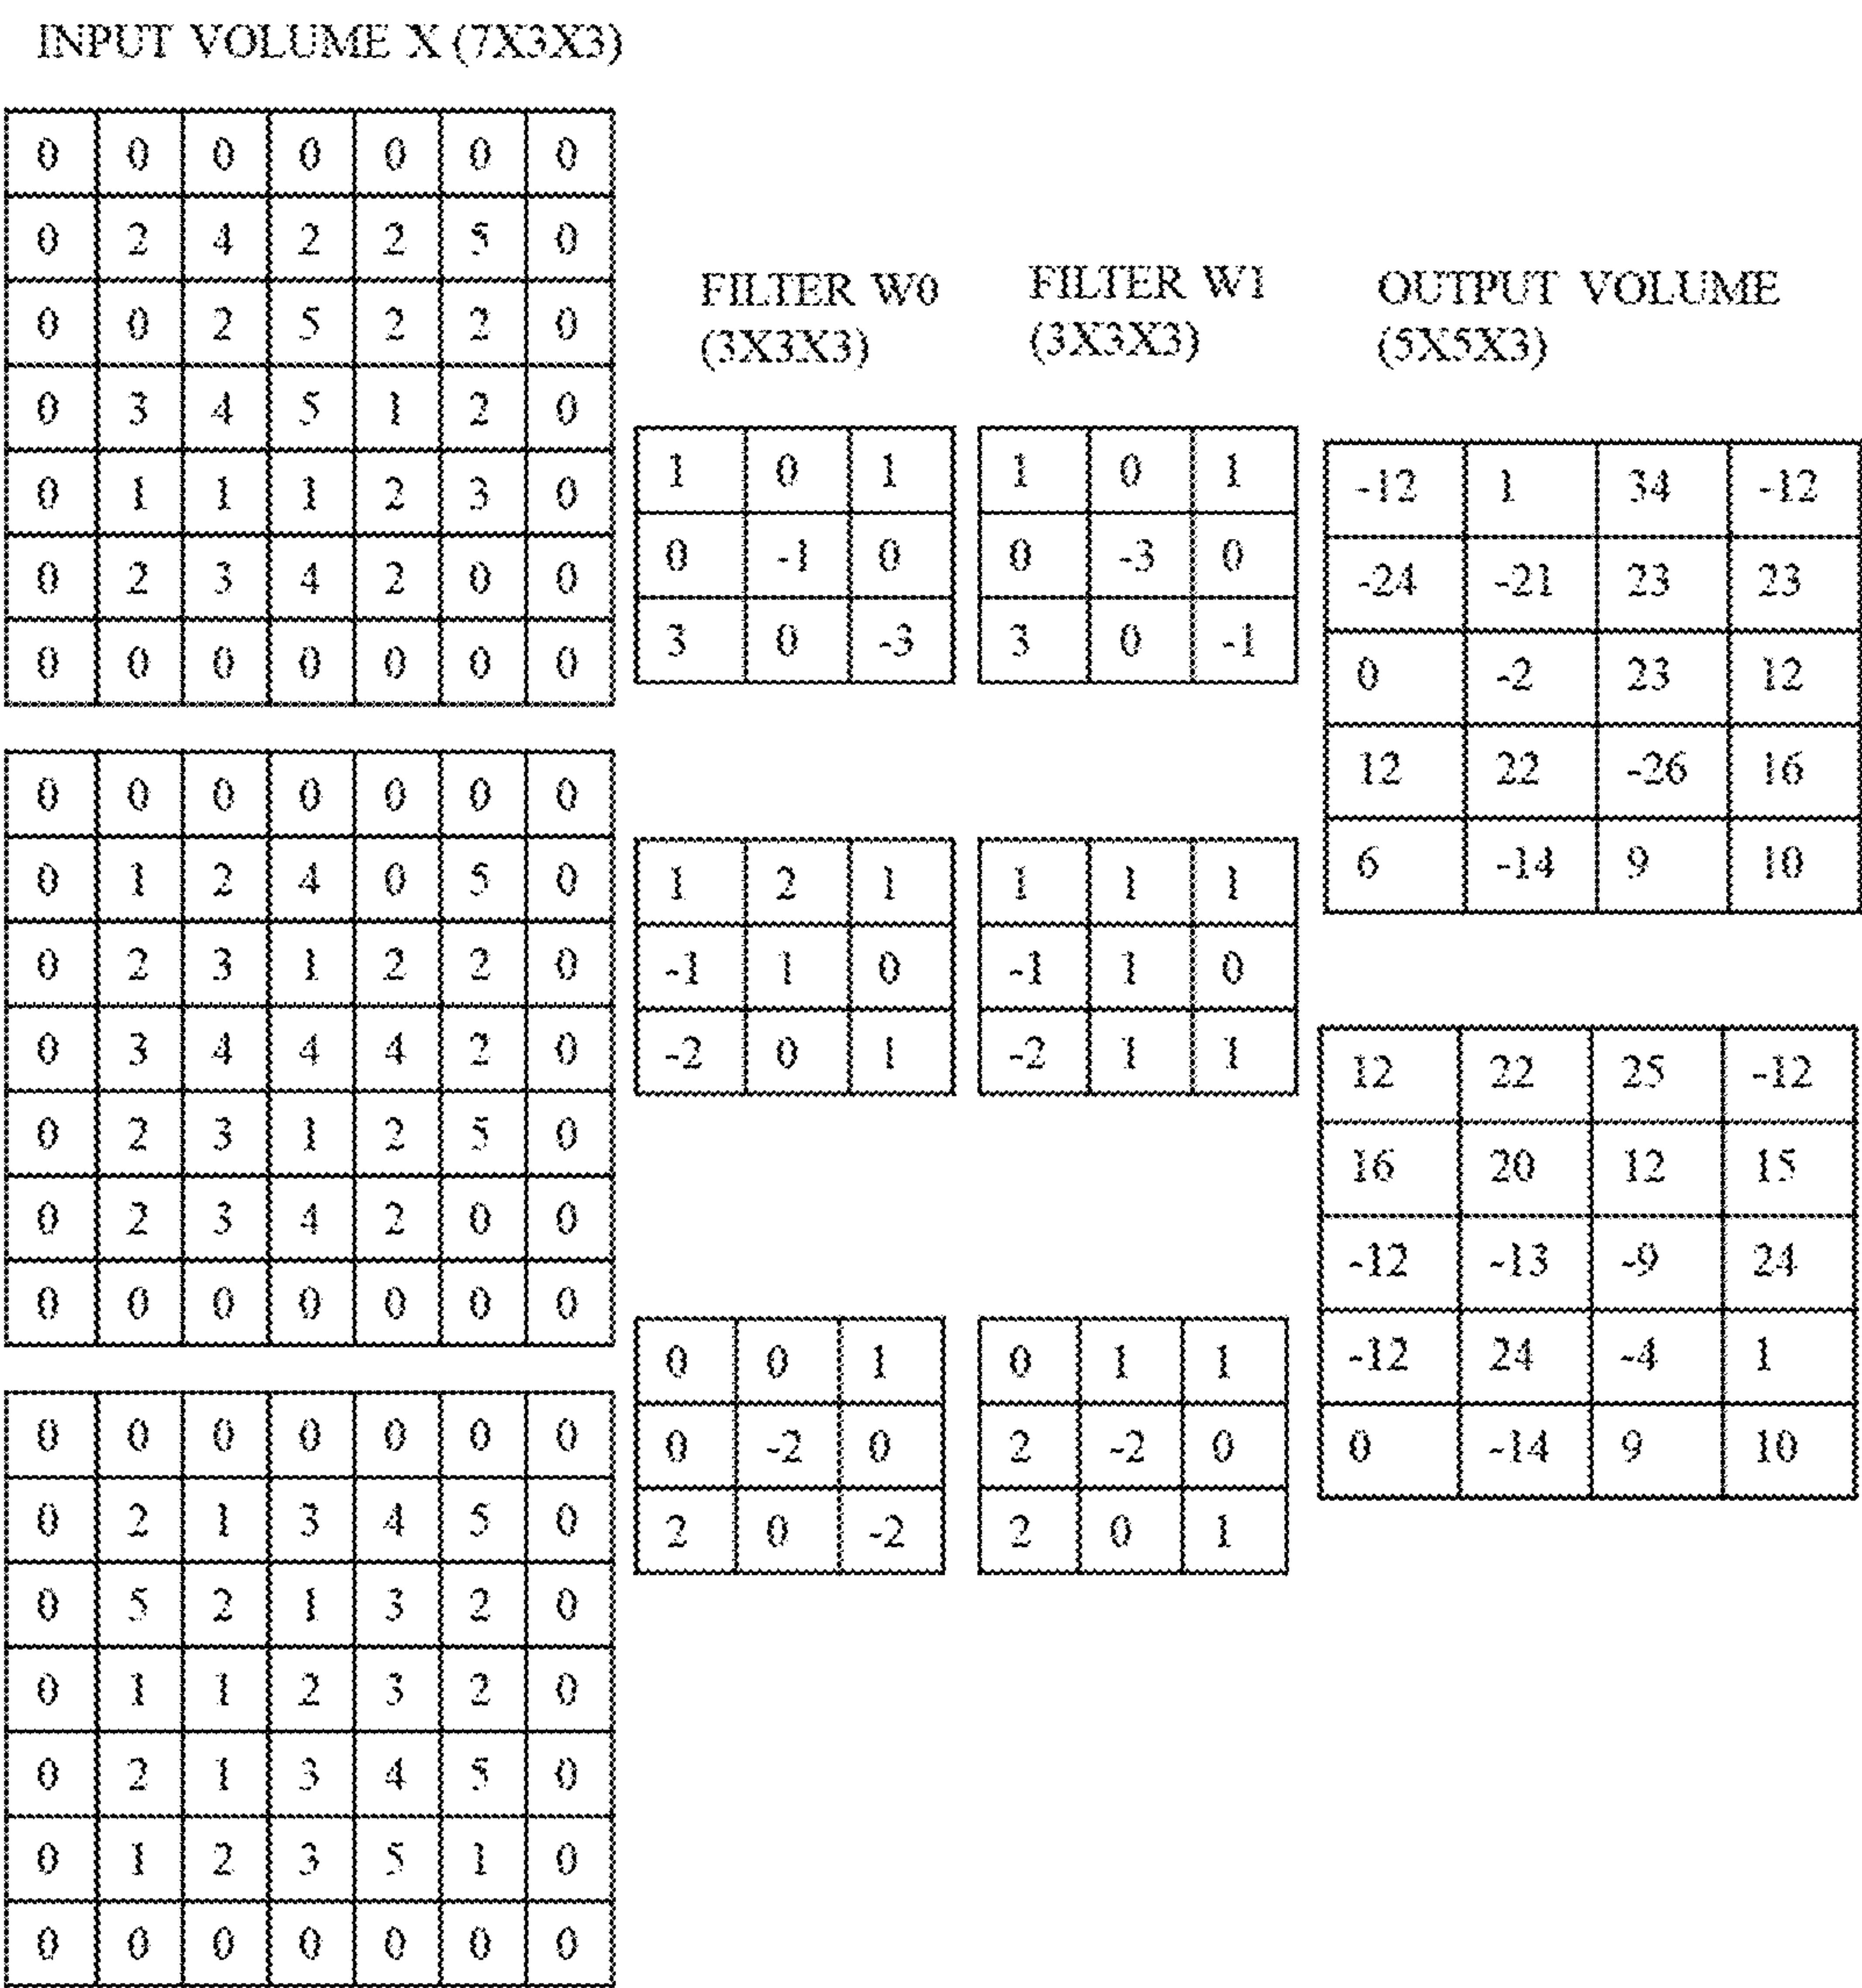 INPUT VOLUME X (7X3X3)
0 0 0 0 0 0 0
0 2 4 2 2 5 0
0 0 2 5 2 2 0
0 3 4 5 1 2 0
0 1 1 1 2 3 0
0 2 3 4 2 0 0
0 0 0 0 0 0 0
0 0 0 0 0 0 0
0 1 2 4 0 5 0
0 2 3 1 2 2 0
0 3 4 4 4 2 0
0 2 3 1 2 5 0
0 2 3 4 2 0 0
0 0 0 0 0 0 0
0 0 0 0 0 0 0
0 2 1 3 4 5 0
0 5 2 1 3 2 0
0 1 1 2 3 2 0
0 2 1 3 4 5 0
0 1 2 3 5 1 0
0 0 0 0 0 0 0
FILTER W0
(3X3X3)
1 0 1
0 -1 0
3 0 -3
1 2 1
-1 1 0
-2 0 1
0 0 1
0 -2 0
2 0 -2
FILTER W1
(3X3X3)
1 0 1
0 -3 0
3 0 -1
1 1 1
-1 1 0
-2 1 1
0 1 1
2 -2 0
2 0 1
OUTPUT VOLUME
(5X5X3)
-12 1 34 -12
-24 -21 23 23
0 -2 23 12
12 22 -26 16
6 -14 9 10
12 22 25 -12
16 20 12 15
-12 -13 -9 24
-12 24 -4 1
0 -14 9 10